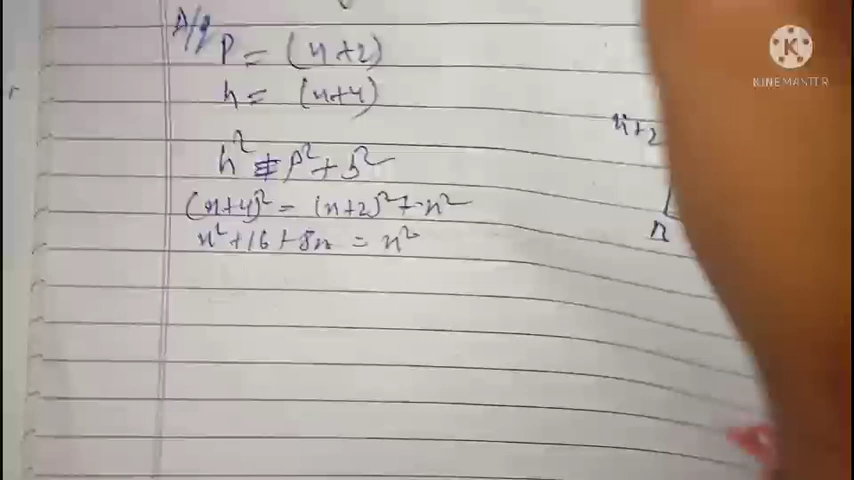 A/q
P = (x+2)
h = (x+4)
h² = p² + b²
(x+4)² = (x+2)² + x²
x² + 16 + 8x = x²
x+2
x
KINEMASTER